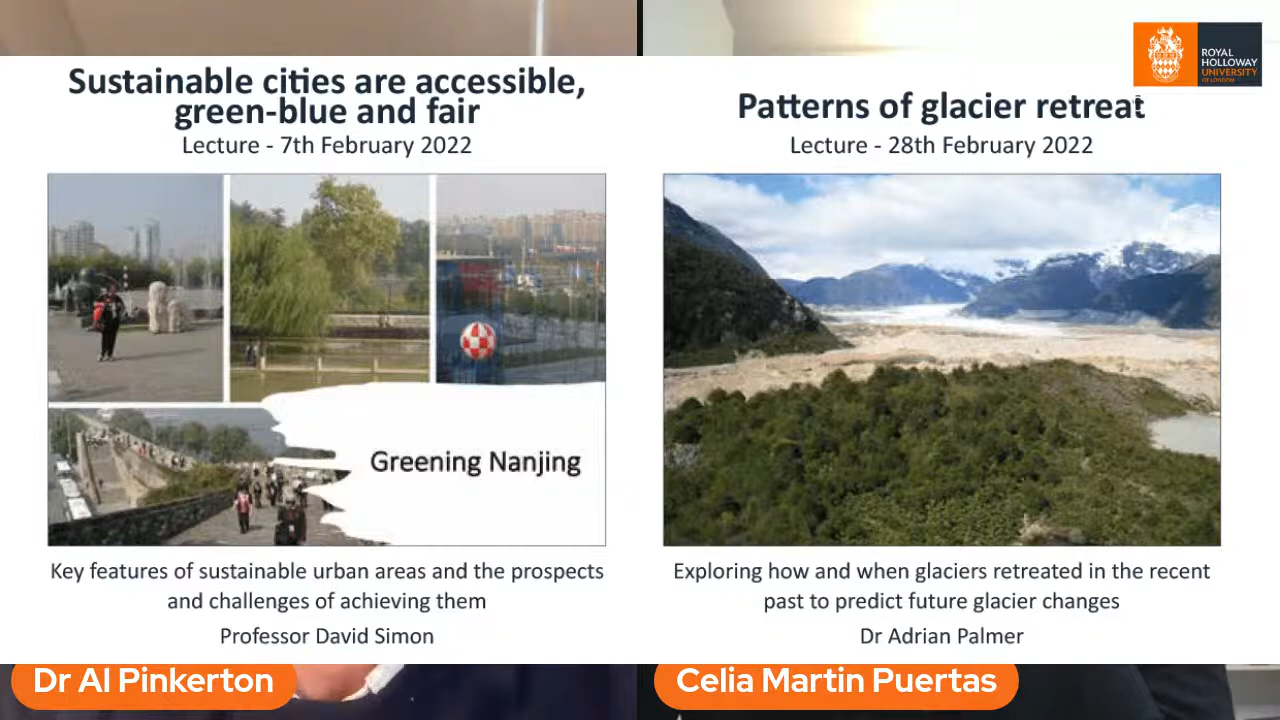 Sustainable cities are accessible,
green-blue and fair
Lecture - 7th February 2022
Greening Nanjing
Key features of sustainable urban areas and the prospects
and challenges of achieving them
Professor David Simon
Patterns of glacier retreat
Lecture - 28th February 2022
Exploring how and when glaciers retreated in the recent
past to predict future glacier changes
Dr Adrian Palmer
ROYAL
HOLLOWAY
UNIVERSITY
OF LONDON
Dr Al Pinkerton
Celia Martin Puertas